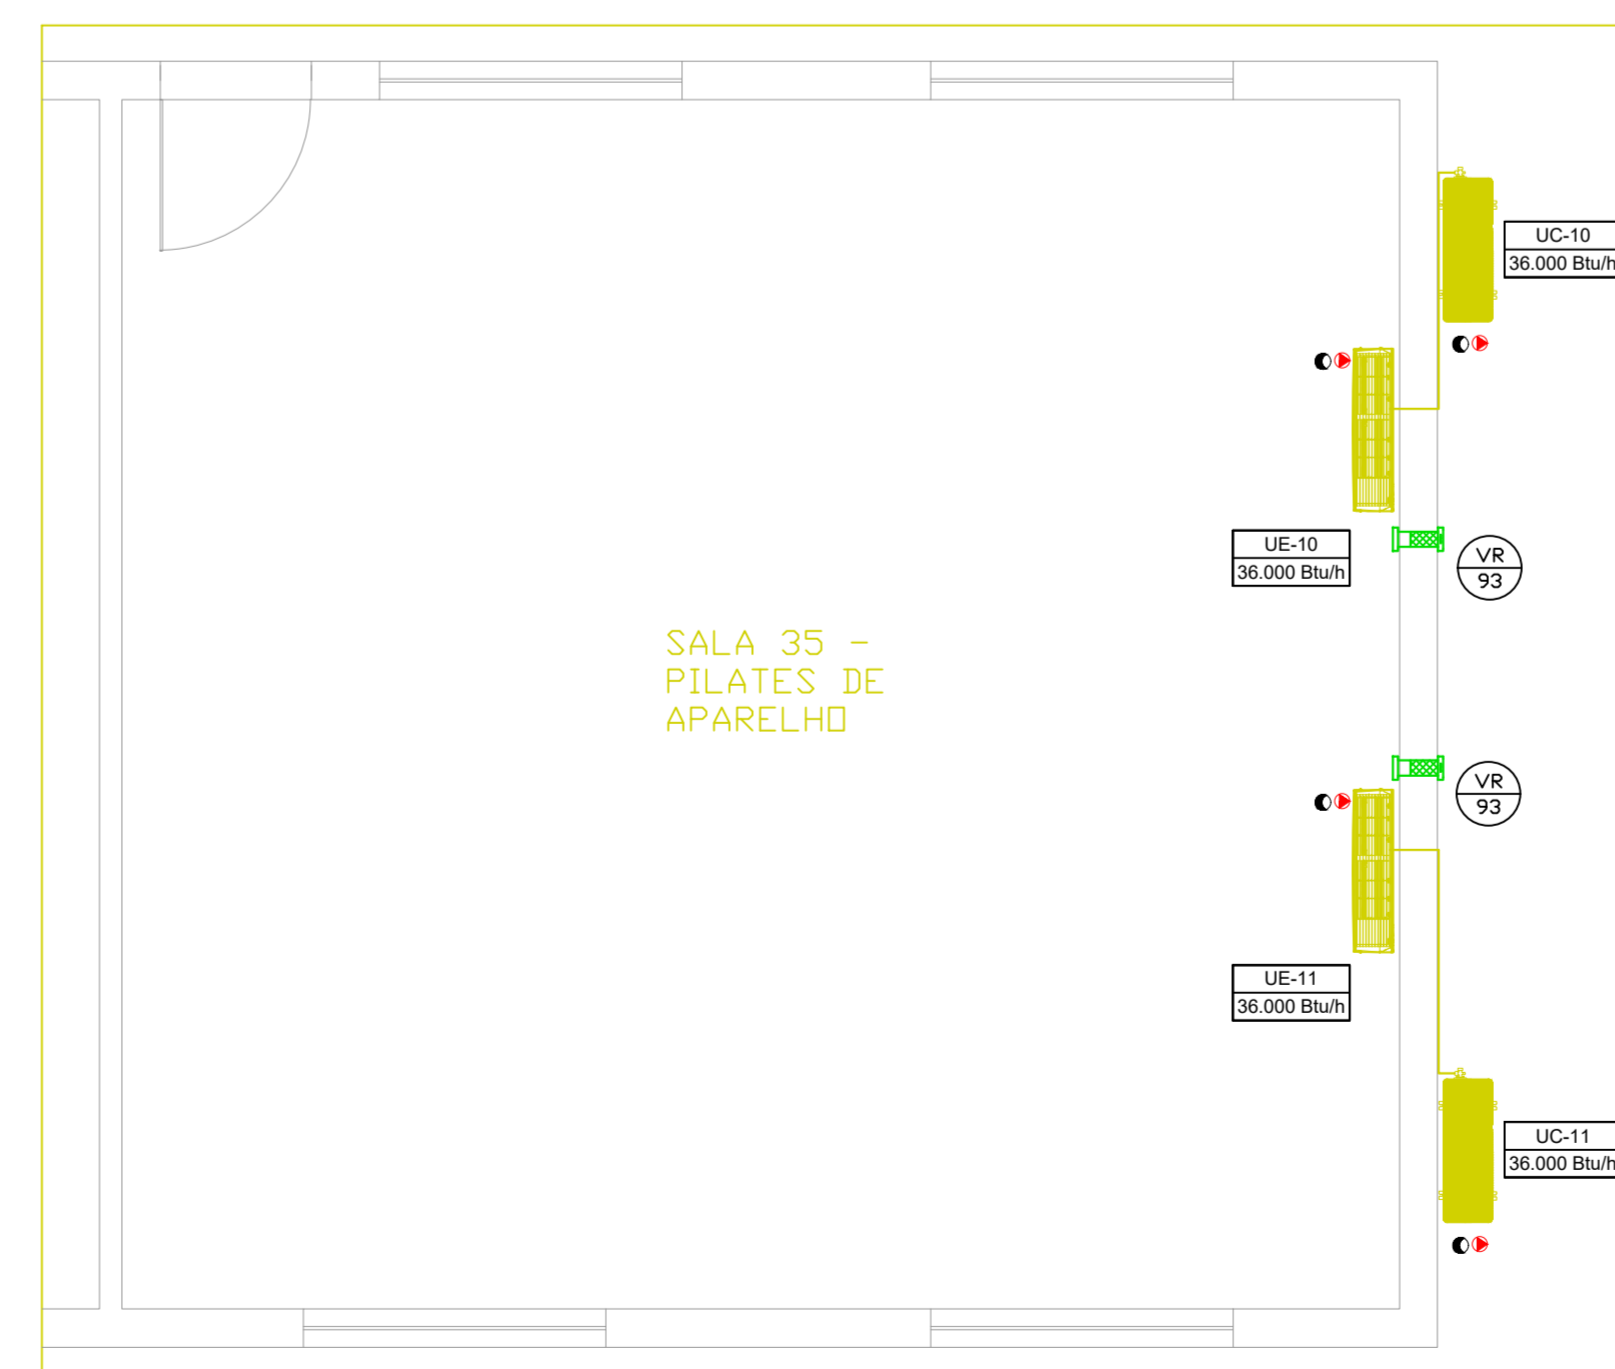 UC-10
36.000 Btu/h
UE-10
36.000 Btu/h
VR
93
SALA 35 -
PILATES DE
APARELHO
VR
93
UE-11
36.000 Btu/h
UC-11
36.000 Btu/h